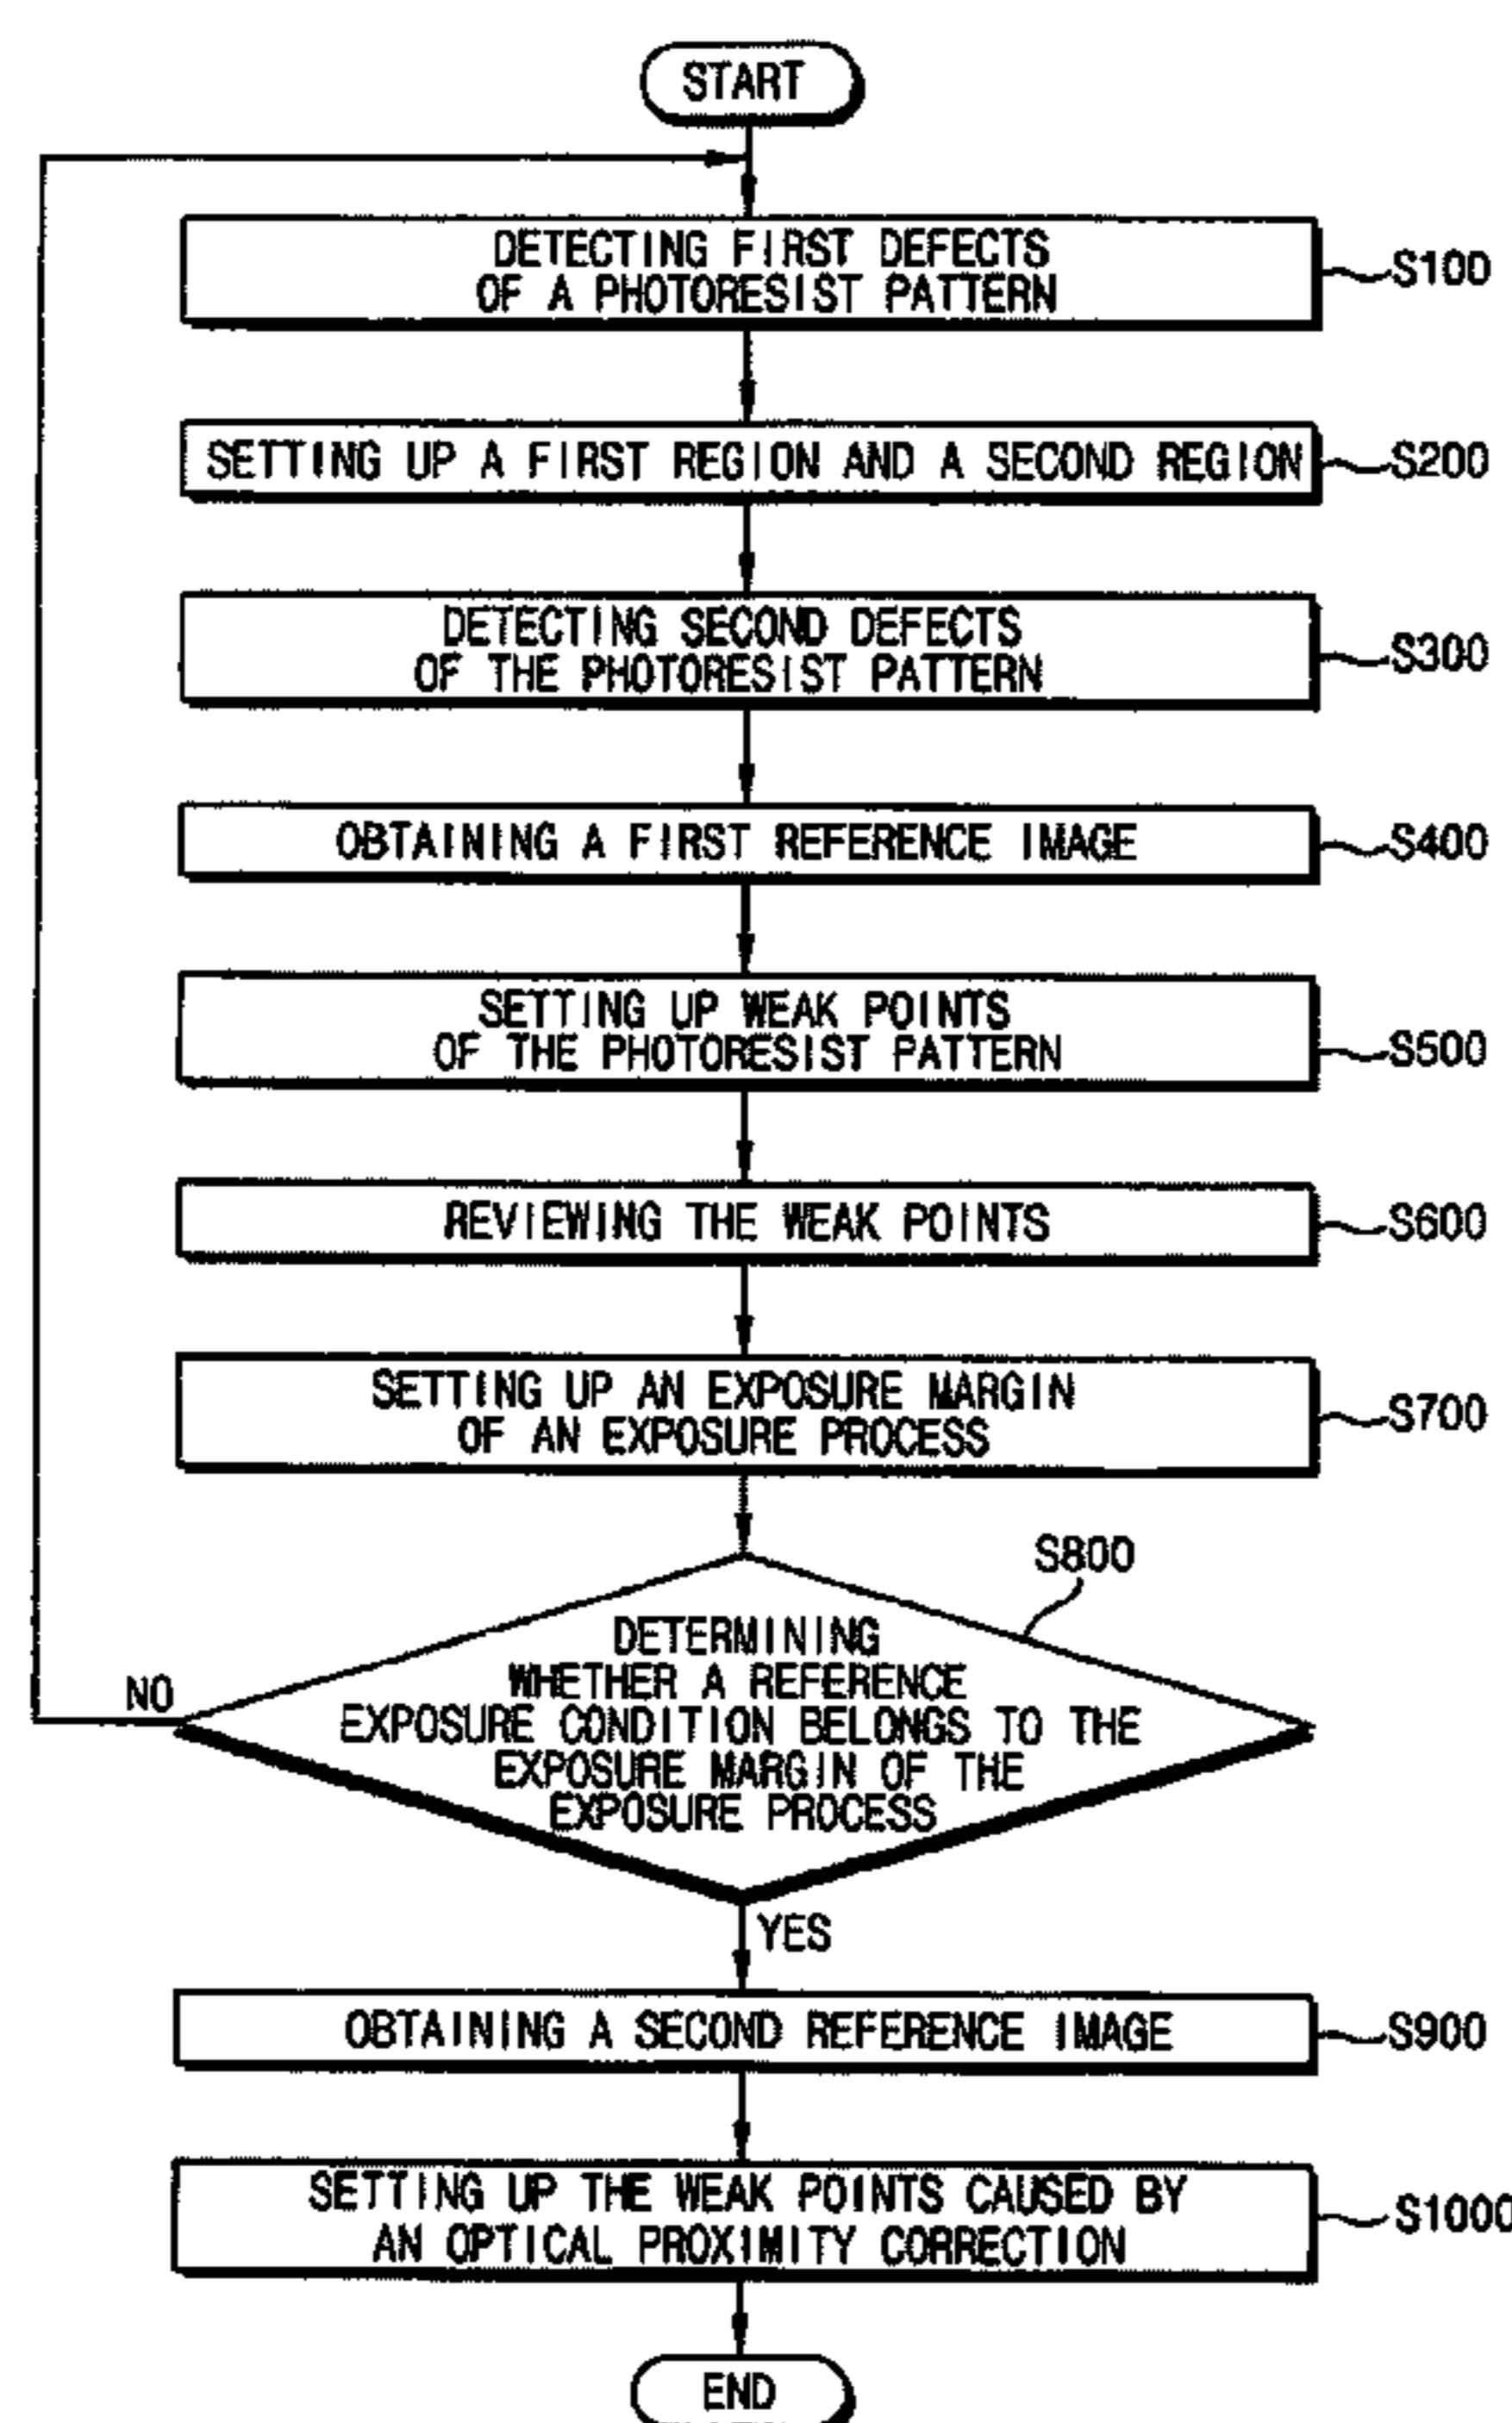 START
DETECTING FIRST DEFECTS
OF A PHOTORESIST PATTERN
S100
SETTING UP A FIRST REGION AND A SECOND REGION
S200
DETECTING SECOND DEFECTS
OF THE PHOTORESIST PATTERN
S300
OBTAINING A FIRST REFERENCE IMAGE
S400
SETTING UP WEAK POINTS
OF THE PHOTORESIST PATTERN
S500
REVIEWING THE WEAK POINTS
S600
SETTING UP AN EXPOSURE MARGIN
OF AN EXPOSURE PROCESS
S700
S800
DETERMINING
WHETHER A REFERENCE
EXPOSURE CONDITION BELONGS TO THE
EXPOSURE MARGIN OF THE
EXPOSURE PROCESS
NO
YES
OBTAINING A SECOND REFERENCE IMAGE
S900
SETTING UP THE WEAK POINTS CAUSED BY
AN OPTICAL PROXIMITY CORRECTION
S1000
END